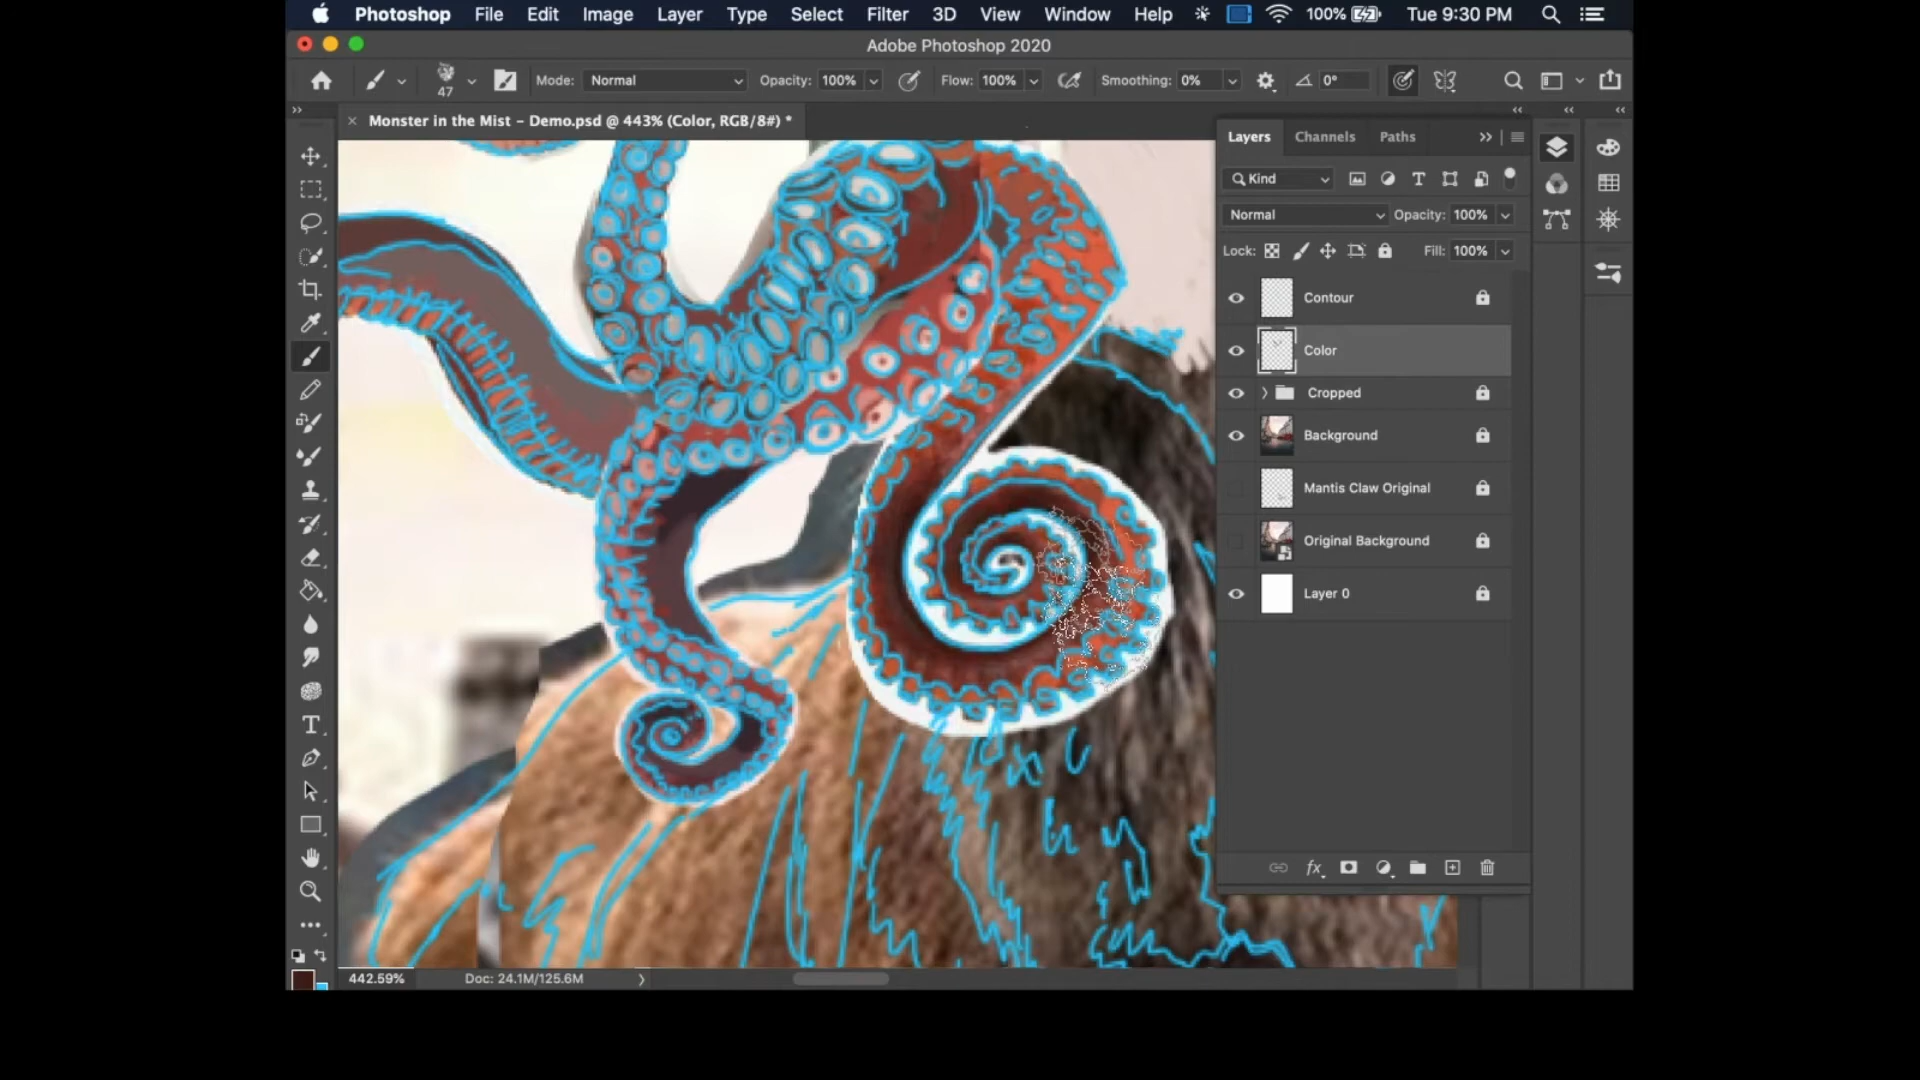 Photoshop File Edit Image Layer Type Select Filter 3D View Window Help 100% Tue 9:30 PM
Adobe Photoshop 2020
47 Mode: Normal Opacity: 100% Flow: 100% Smoothing: 0% 0°
× Monster in the Mist – Demo.psd @ 443% (Color, RGB/8#) *
Layers Channels Paths
Kind
Normal Opacity: 100%
Lock: Fill: 100%
Contour
Color
Cropped
Background
Mantis Claw Original
Original Background
Layer 0
fx
442.59% Doc: 24.1M/125.6M